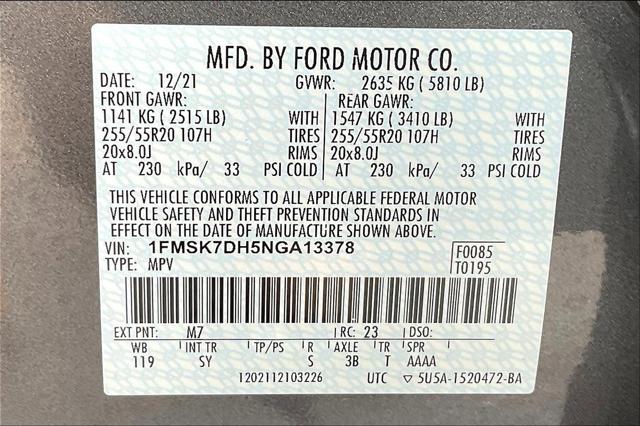 MFD. BY FORD MOTOR CO.
DATE: 12/21 GVWR: 2635 KG ( 5810 LB)
FRONT GAWR: REAR GAWR:
1141 KG ( 2515 LB) WITH 1547 KG ( 3410 LB) WITH
255/55R20 107H TIRES 255/55R20 107H TIRES
20x8.0J RIMS 20x8.0J RIMS
AT 230 kPa/ 33 PSI COLD AT 230 kPa/ 33 PSI COLD
THIS VEHICLE CONFORMS TO ALL APPLICABLE FEDERAL MOTOR
VEHICLE SAFETY AND THEFT PREVENTION STANDARDS IN
EFFECT ON THE DATE OF MANUFACTURE SHOWN ABOVE.
VIN: 1FMSK7DH5NGA13378 F0085
TYPE: MPV T0195
EXT PNT: M7 RC: 23 DSO:
WB INT TR TP/PS R AXLE TR SPR
119 SY S 3B T AAAA
1202112103226 UTC ▽ 5U5A-1520472-BA